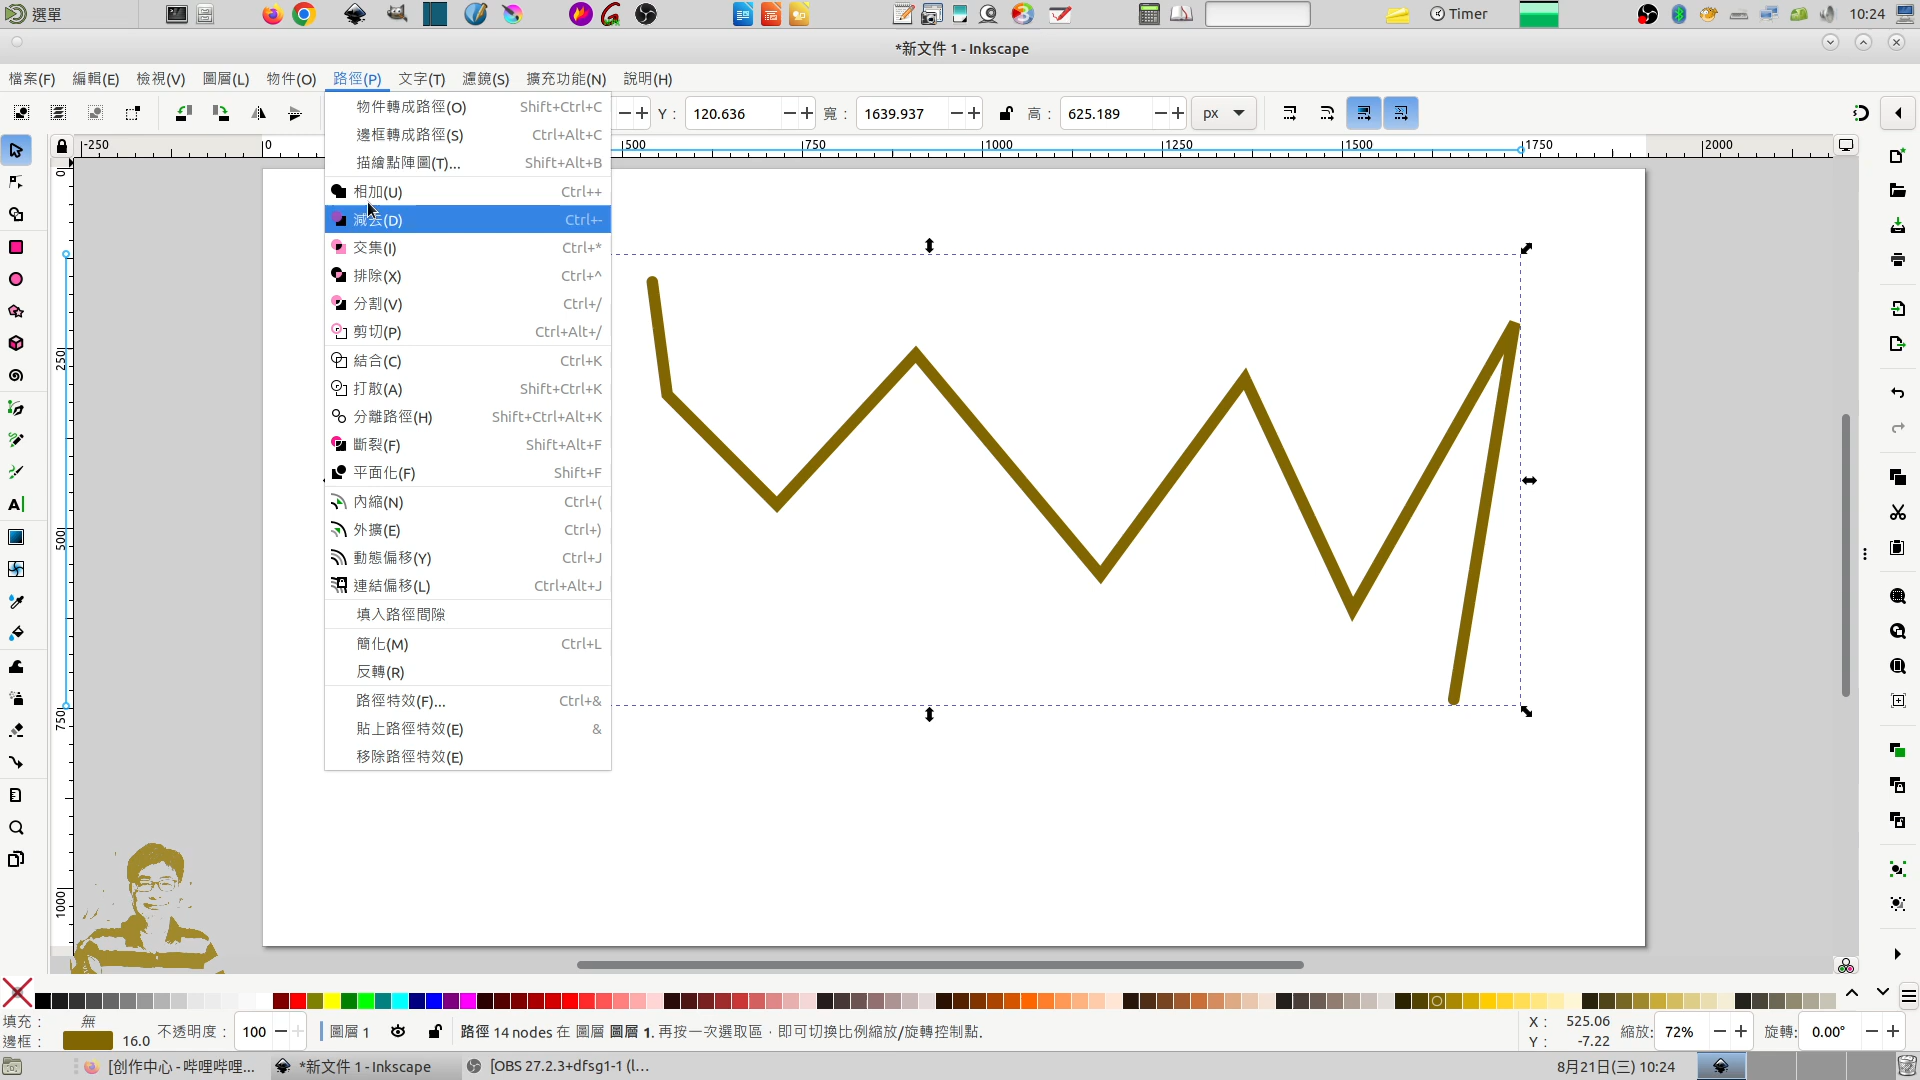 選單
Timer
10:24
*新文件 1 - Inkscape
檔案(F) 編輯(E) 檢視(V) 圖層(L) 物件(O) 路徑(P) 文字(T) 濾鏡(S) 擴充功能(N) 說明(H)
Y: 120.636 寬: 1639.937 高: 625.189 px
-250 0 500 750 1000 1250 1500 1750 2000
0
250
500
750
1000
物件轉成路徑(O) Shift+Ctrl+C
邊框轉成路徑(S) Ctrl+Alt+C
描繪點陣圖(T)... Shift+Alt+B
相加(U) Ctrl++
減去(D) Ctrl+-
交集(I) Ctrl+*
排除(X) Ctrl+^
分割(V) Ctrl+/
剪切(P) Ctrl+Alt+/
結合(C) Ctrl+K
打散(A) Shift+Ctrl+K
分離路徑(H) Shift+Ctrl+Alt+K
斷裂(F) Shift+Alt+F
平面化(F) Shift+F
內縮(N) Ctrl+(
外擴(E) Ctrl+)
動態偏移(Y) Ctrl+J
連結偏移(L) Ctrl+Alt+J
填入路徑間隙
簡化(M) Ctrl+L
反轉(R)
路徑特效(F)... Ctrl+&
貼上路徑特效(E) &
移除路徑特效(E)
填充: 無
邊框: 16.0
不透明度: 100
圖層 1
路徑 14 nodes 在 圖層 圖層 1. 再按一次選取區，即可切換比例縮放/旋轉控制點.
X: 525.06
Y: -7.22
縮放: 72% 旋轉: 0.00°
[创作中心 - 哔哩哔哩... *新文件 1 - Inkscape [OBS 27.2.3+dfsg1-1 (l...
8月21日(三) 10:24